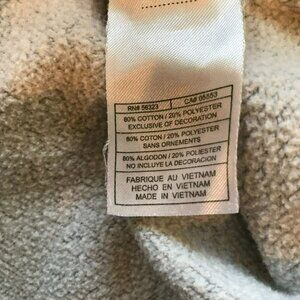 RN# 56323 CA# 05553
80% COTTON / 20% POLYESTER
EXCLUSIVE OF DECORATION
80% COTTON / 20% POLYESTER
SANS ORNEMENTS
80% ALGODON / 20% POLIESTER
NO INCLUYE LA DECORACION
FABRIQUE AU VIETNAM
HECHO EN VIETNAM
MADE IN VIETNAM